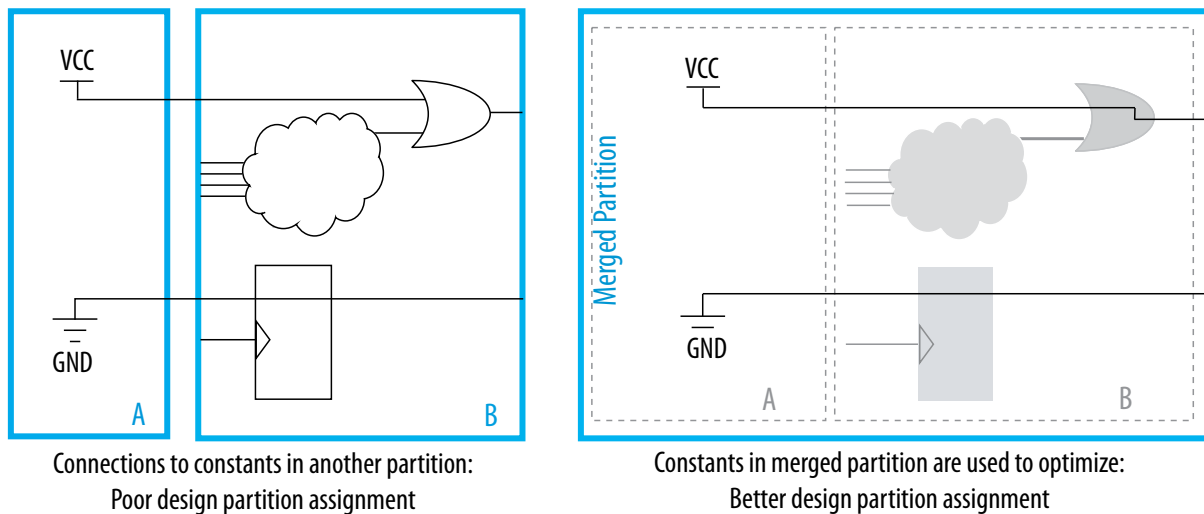 VCC
GND
A
B
Connections to constants in another partition:
Poor design partition assignment
Merged Partition
VCC
GND
A
B
Constants in merged partition are used to optimize:
Better design partition assignment